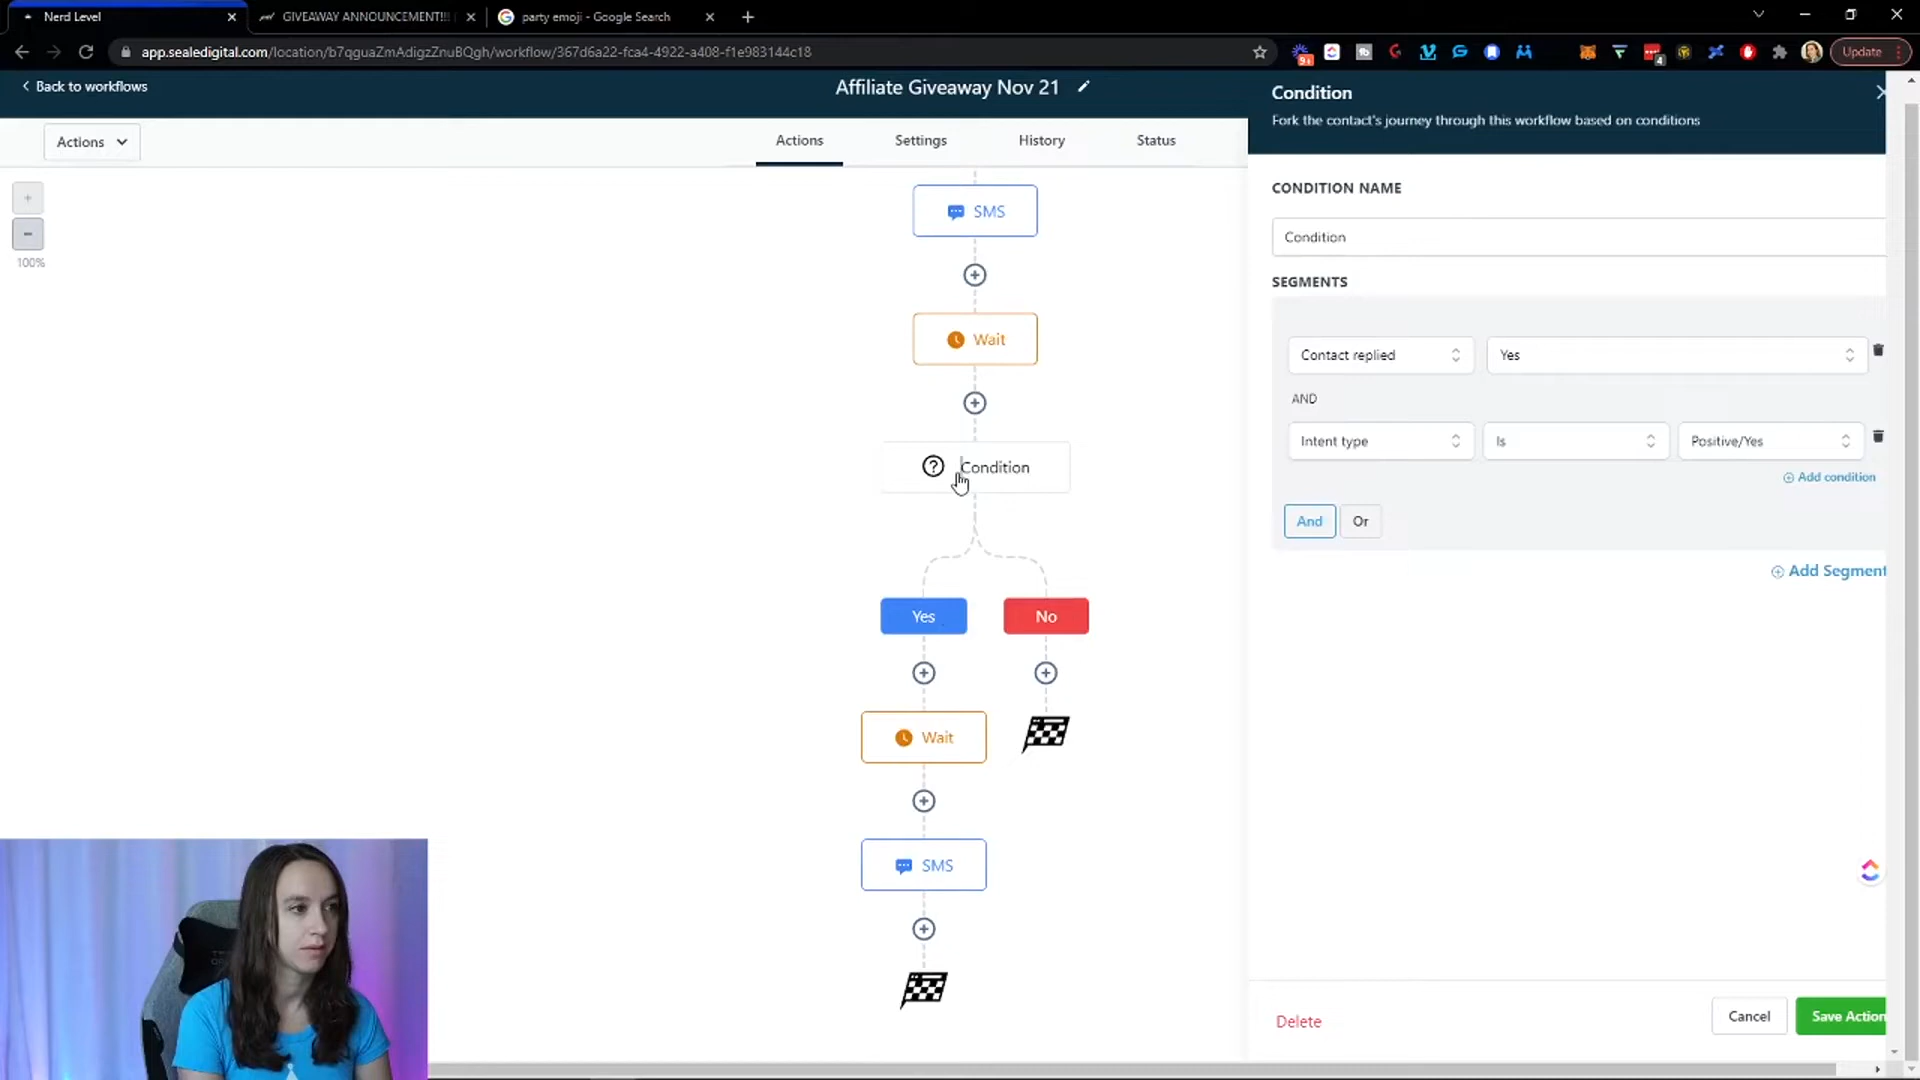 Nerd Level
GIVEAWAY ANNOUNCEMENT!!!
party emoji - Google Search
app.sealedigital.com/location/b7qguaZmAdigzZnuBQgh/workflow/367d6a22-fca4-4922-a408-f1e983144c18
9+
4
Update
Back to workflows
Affiliate Giveaway Nov 21
Condition
Fork the contact's journey through this workflow based on conditions
Actions
Actions
Settings
History
Status
100%
SMS
Wait
Condition
Yes
No
Wait
SMS
CONDITION NAME
Condition
SEGMENTS
Contact replied
Yes
AND
Intent type
Is
Positive/Yes
Add condition
And
Or
Add Segment
Delete
Cancel
Save Action